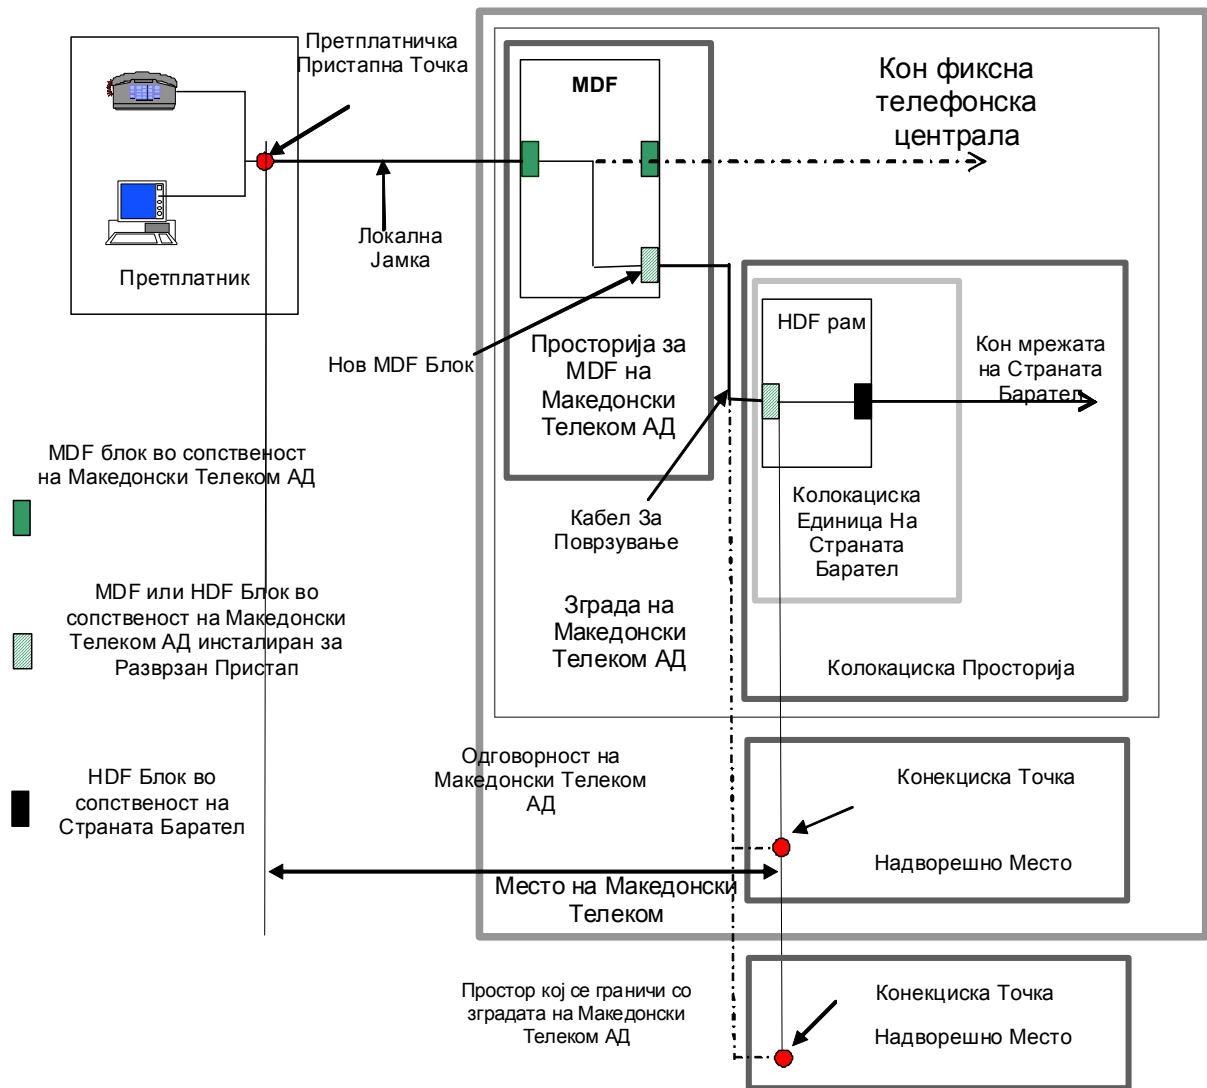 Претплатничка
Пристапна Точка
MDF
Кон фиксна
телефонска
централа
Локална
Јамка
Претплатник
Нов MDF Блок
Просторија за
MDF на
Македонски
Телеком АД
HDF рам
Кон мрежата
на Страната
Барател
MDF блок во сопственост
на Македонски Телеком АД
Кабел За
Поврзување
Колокациска
Единица На
Страната
Барател
MDF или HDF Блок во
сопственост на Македонски
Телеком АД инсталиран за
Разврзан Пристап
Зграда на
Македонски
Телеком АД
Колокациска Просторија
HDF Блок во
сопственост на
Страната Барател
Одговорност на
Македонски Телеком
АД
Конекциска Точка
Надворешно Место
Место на Македонски
Телеком
Простор кој се граничи со
зградата на Македонски
Телеком АД
Конекциска Точка
Надворешно Место